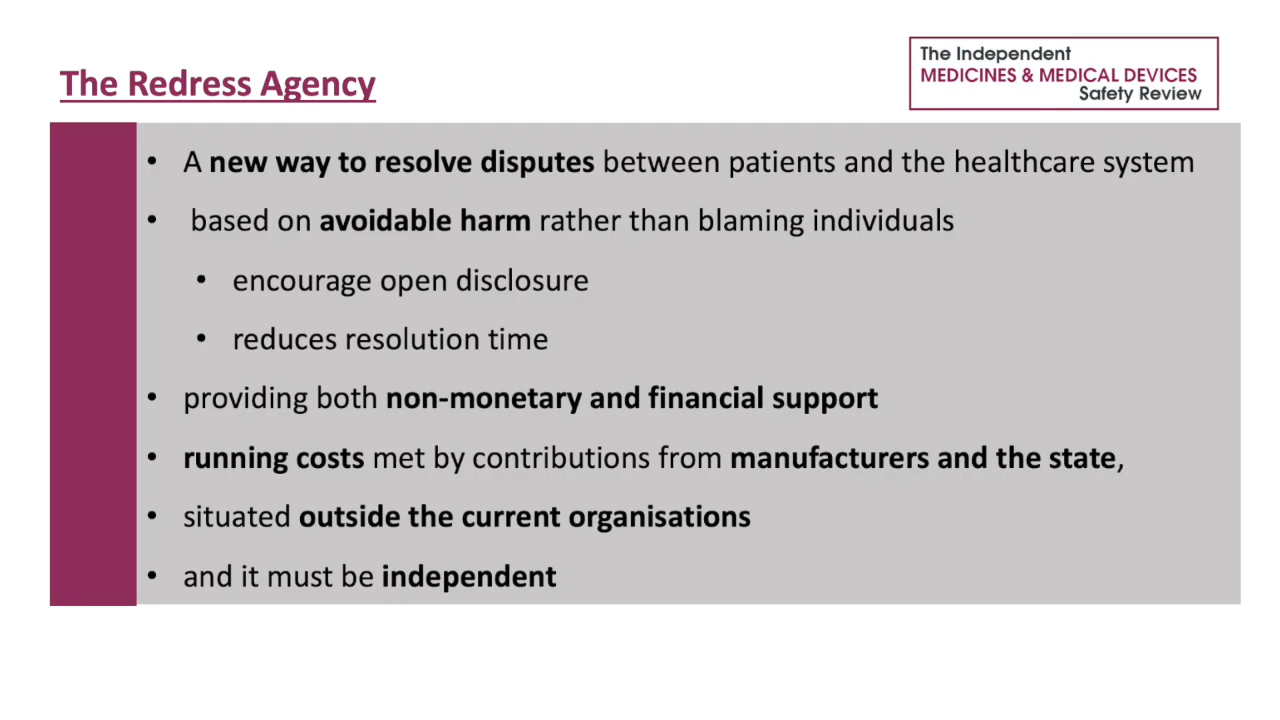 The Redress Agency
The Independent
MEDICINES & MEDICAL DEVICES
Safety Review
• A new way to resolve disputes between patients and the healthcare system
• based on avoidable harm rather than blaming individuals
• encourage open disclosure
• reduces resolution time
• providing both non-monetary and financial support
• running costs met by contributions from manufacturers and the state,
• situated outside the current organisations
• and it must be independent